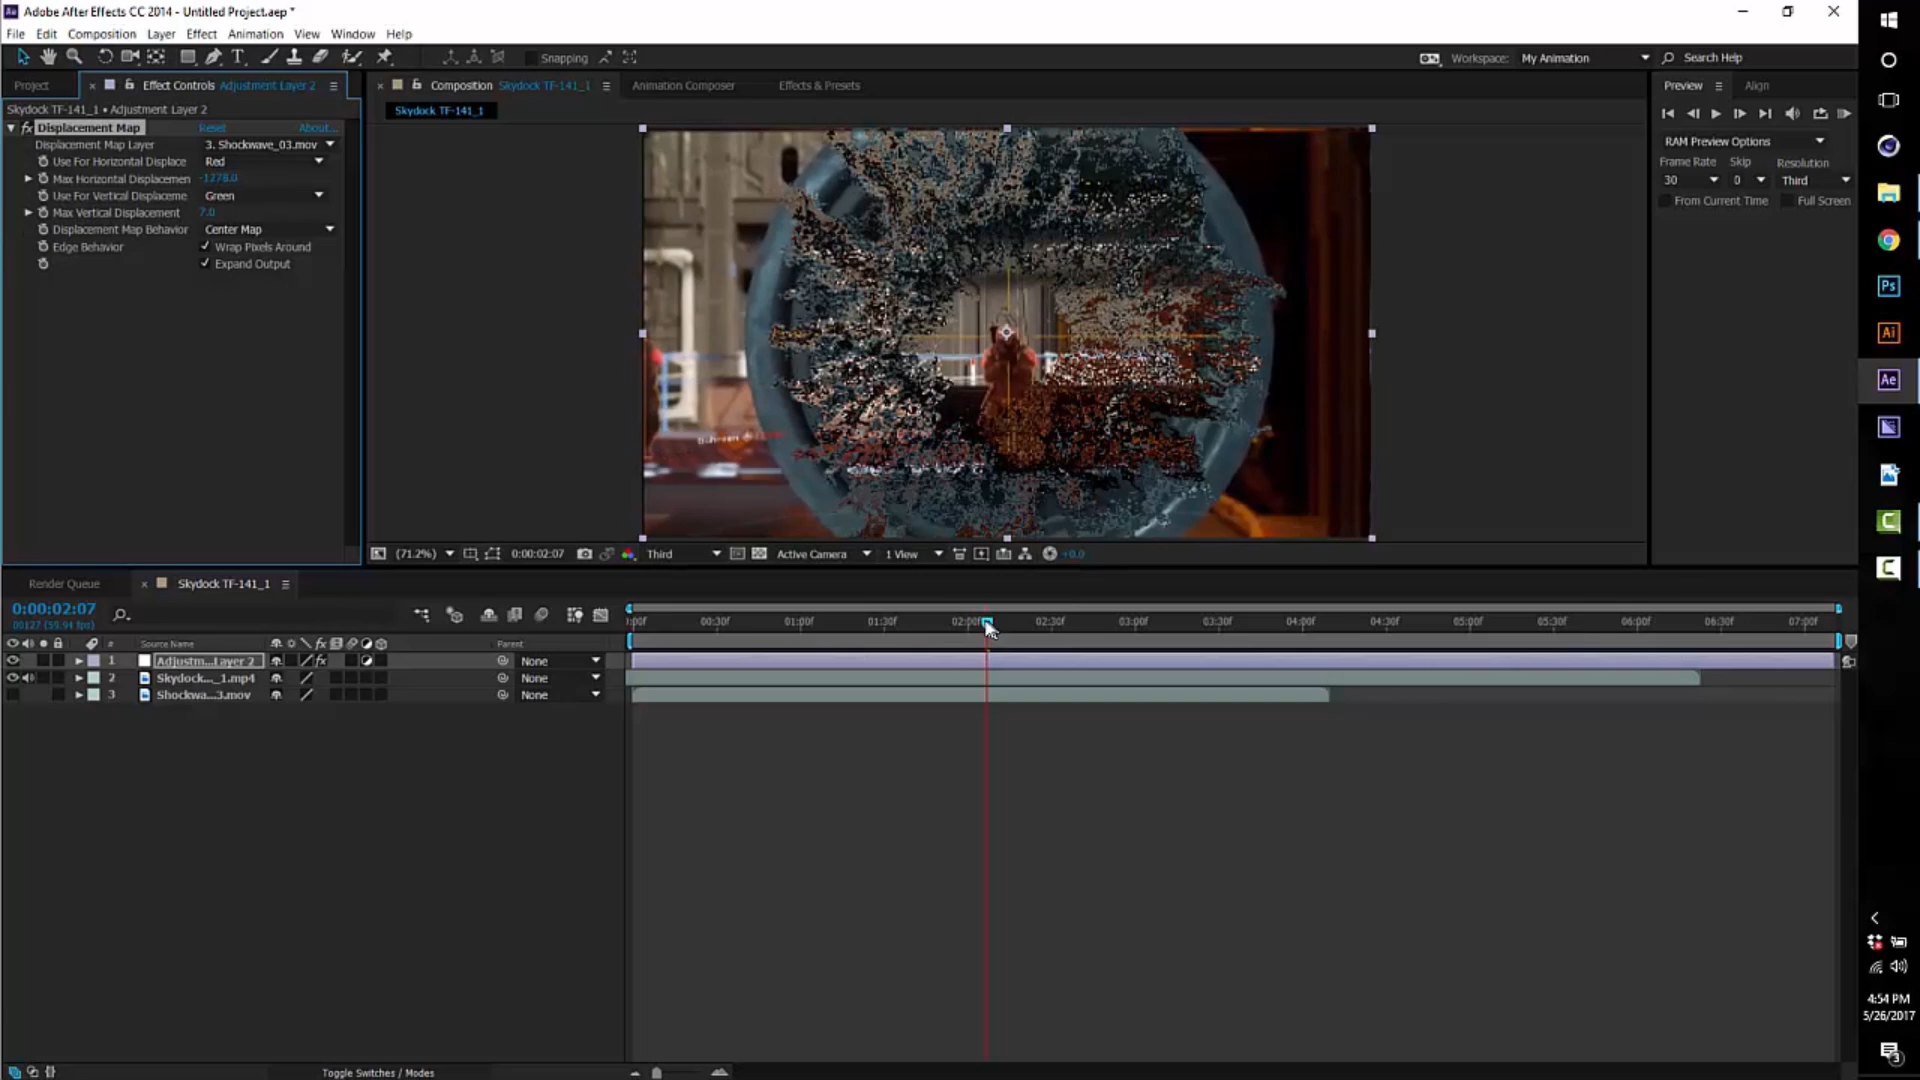 Adobe After Effects CC 2014 - Untitled Project.aep *
File Edit Composition Layer Effect Animation View Window Help
Snapping
Workspace: My Animation
Search Help
Project
Effect Controls Adjustment Layer 2
Composition Skydock TF-141_1
Animation Composer
Effects & Presets
Preview
Align
Skydock TF-141_1 • Adjustment Layer 2
Skydock TF-141_1
fx Displacement Map Reset About...
Displacement Map Layer 3. Shockwave_03.mov
Use For Horizontal Displace Red
Max Horizontal Displacemen -1278.0
Use For Vertical Displaceme Green
Max Vertical Displacement 7.0
Displacement Map Behavior Center Map
Edge Behavior Wrap Pixels Around
Expand Output
RAM Preview Options
Frame Rate Skip Resolution
30 0 Third
From Current Time Full Screen
(71.2%) 0:00:02:07 Third Active Camera 1 View +0.0
Render Queue
Skydock TF-141_1
0:00:02:07
00127 (59.94 fps)
):00f 00:30f 01:00f 01:30f 02:00f 02:30f 03:00f 03:30f 04:00f 04:30f 05:00f 05:30f 06:00f 06:30f 07:00f
# Source Name Parent
1 Adjustm...Layer 2 None
2 Skydock..._1.mp4 None
3 Shockwa...3.mov None
Toggle Switches / Modes
Ps
Ai
Ae
C
C
4:54 PM
5/26/2017
3